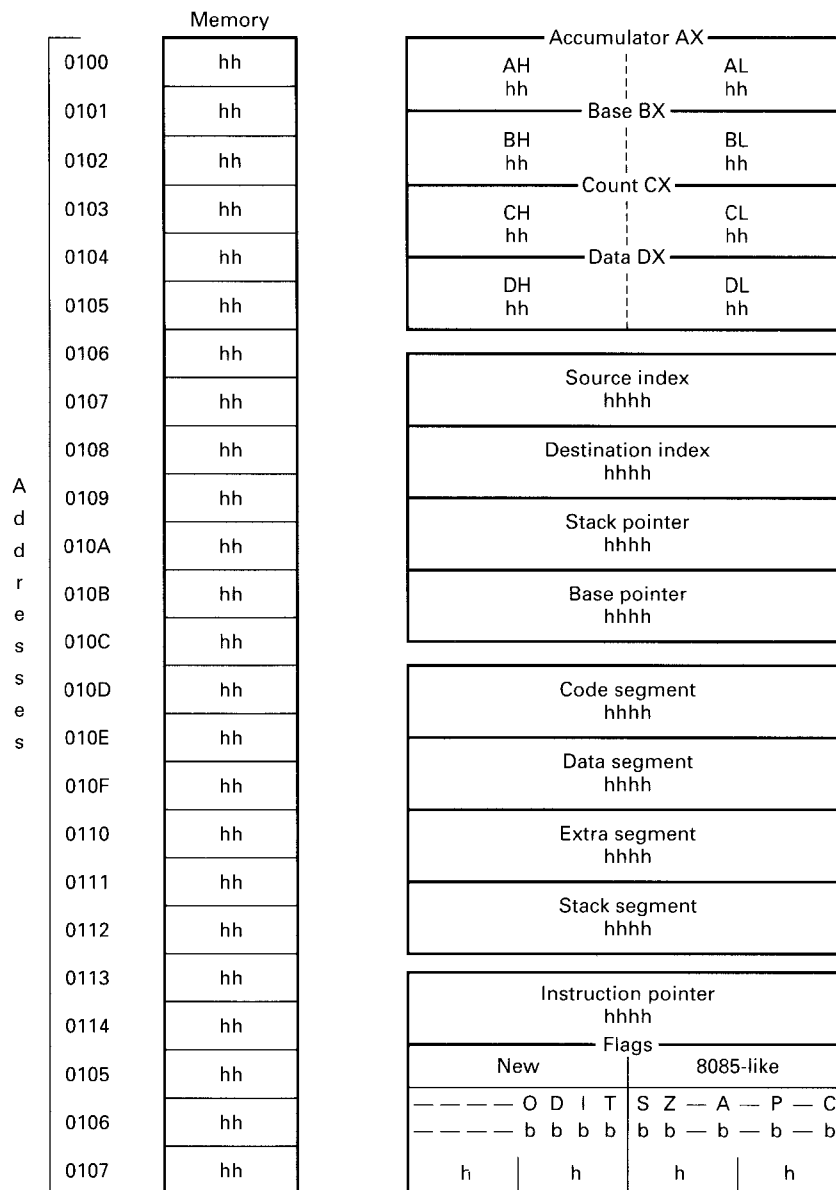 Memory
Addresses
0100 hh
0101 hh
0102 hh
0103 hh
0104 hh
0105 hh
0106 hh
0107 hh
0108 hh
0109 hh
010A hh
010B hh
010C hh
010D hh
010E hh
010F hh
0110 hh
0111 hh
0112 hh
0113 hh
0114 hh
0105 hh
0106 hh
0107 hh
Accumulator AX
AH AL
hh hh
Base BX
BH BL
hh hh
Count CX
CH CL
hh hh
Data DX
DH DL
hh hh
Source index
hhhh
Destination index
hhhh
Stack pointer
hhhh
Base pointer
hhhh
Code segment
hhhh
Data segment
hhhh
Extra segment
hhhh
Stack segment
hhhh
Instruction pointer
hhhh
Flags
New 8085-like
— — — — O D I T S Z — A — P — C
— — — — b b b b b b — b — b — b
h h h h